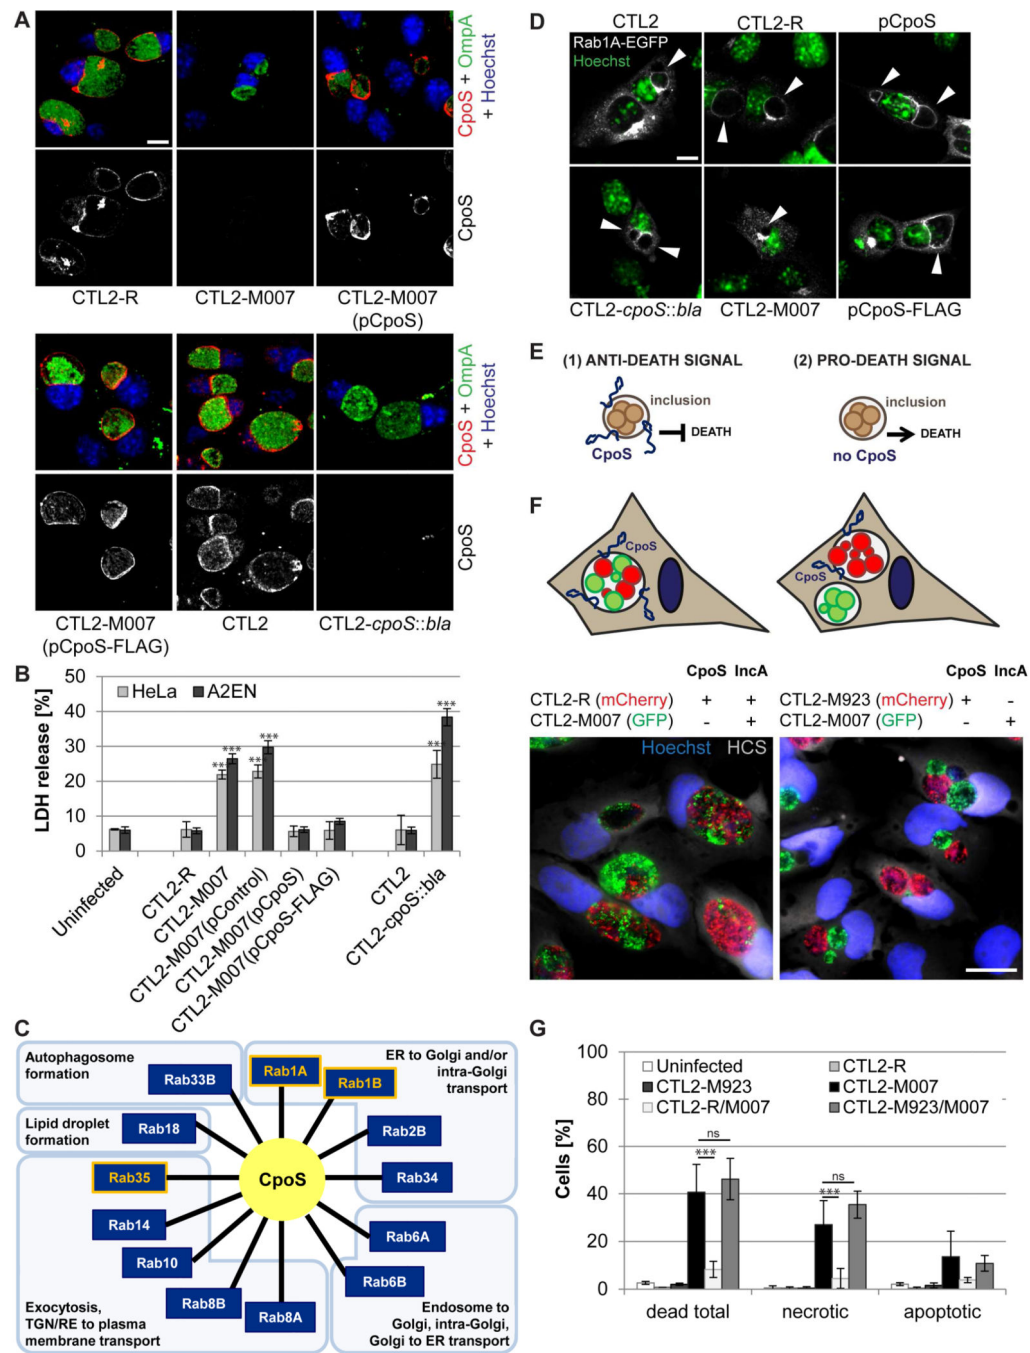 A
CpoS + OmpA
+ Hoechst
CpoS
CTL2-R
CTL2-M007
CTL2-M007
(pCpoS)
CpoS + OmpA
+ Hoechst
CpoS
CTL2-M007
(pCpoS-FLAG)
CTL2
CTL2-cpoS::bla
B
LDH release [%]
50
40
30
20
10
0
HeLa
A2EN
***
***
***
***
***
***
Uninfected
CTL2-R
CTL2-M007
CTL2-M007(pControl)
CTL2-M007(pCpoS)
CTL2-M007(pCpoS-FLAG)
CTL2
CTL2-cpoS::bla
C
Autophagosome
formation
Lipid droplet
formation
Exocytosis,
TGN/RE to plasma
membrane transport
ER to Golgi and/or
intra-Golgi
transport
Endosome to
Golgi, intra-Golgi,
Golgi to ER transport
CpoS
Rab33B
Rab1A
Rab1B
Rab18
Rab2B
Rab35
Rab34
Rab14
Rab6A
Rab10
Rab6B
Rab8B
Rab8A
D
CTL2
CTL2-R
pCpoS
Rab1A-EGFP
Hoechst
CTL2-cpoS::bla
CTL2-M007
pCpoS-FLAG
E
(1) ANTI-DEATH SIGNAL
inclusion
DEATH
CpoS
(2) PRO-DEATH SIGNAL
inclusion
DEATH
no CpoS
F
CpoS
CpoS
CpoS
CpoS IncA
CTL2-R (mCherry) + +
CTL2-M007 (GFP) - +
CpoS IncA
CTL2-M923 (mCherry) + -
CTL2-M007 (GFP) - +
Hoechst HCS
G
Cells [%]
100
80
60
40
20
0
Uninfected
CTL2-R
CTL2-M923
CTL2-M007
CTL2-R/M007
CTL2-M923/M007
ns
***
ns
***
dead total
necrotic
apoptotic